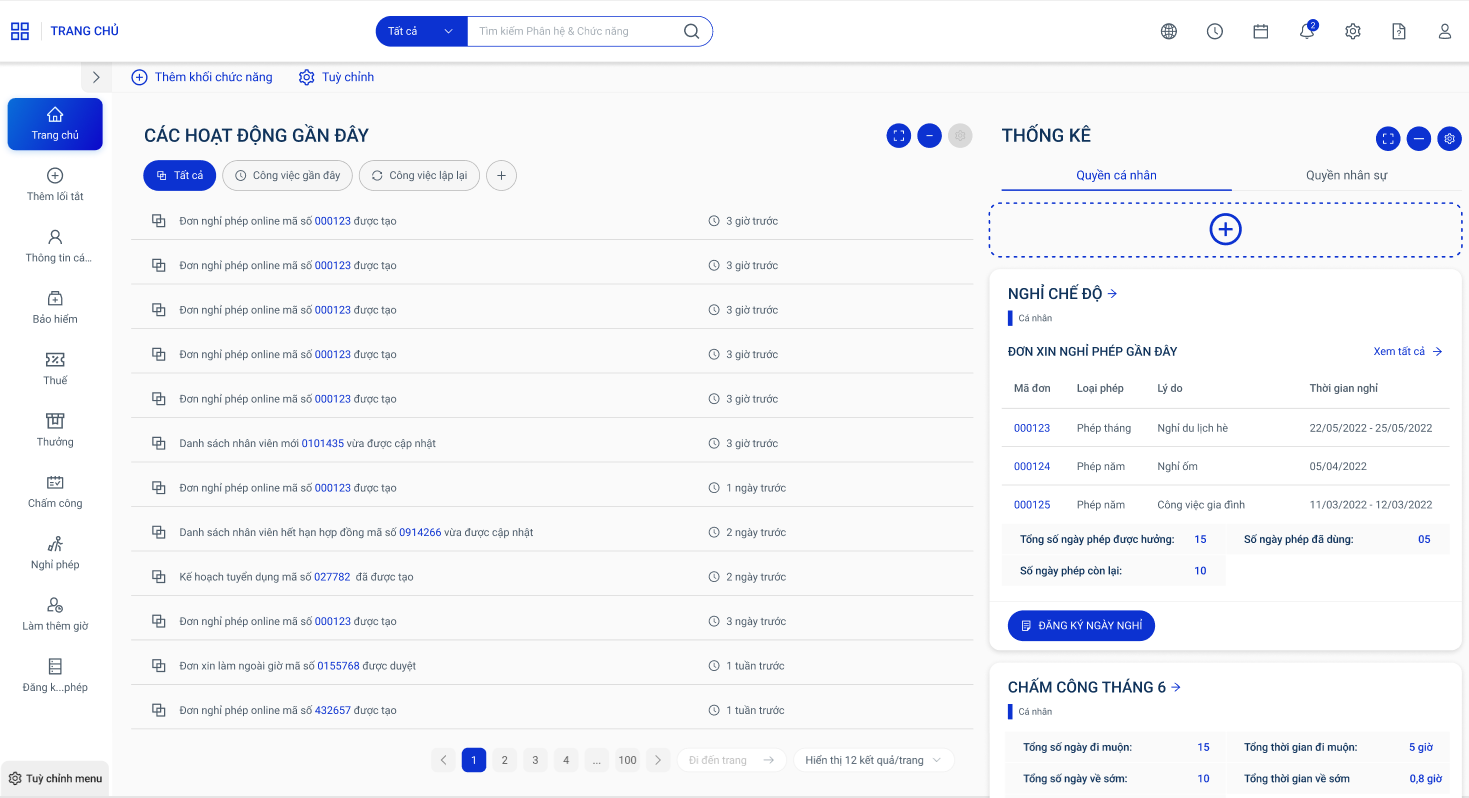 TRANG CHỦ
Tất cả
Tìm kiếm Phân hệ & Chức năng
2
Thêm khối chức năng
Tuỳ chỉnh
Trang chủ
Thêm lối tắt
Thông tin cá...
Bảo hiểm
Thuế
Thưởng
Chấm công
Nghỉ phép
Làm thêm giờ
Đăng k...phép
Tuỳ chỉnh menu
CÁC HOẠT ĐỘNG GẦN ĐÂY
Tất cả
Công việc gần đây
Công việc lặp lại
Đơn nghỉ phép online mã số 000123 được tạo 3 giờ trước
Đơn nghỉ phép online mã số 000123 được tạo 3 giờ trước
Đơn nghỉ phép online mã số 000123 được tạo 3 giờ trước
Đơn nghỉ phép online mã số 000123 được tạo 3 giờ trước
Đơn nghỉ phép online mã số 000123 được tạo 3 giờ trước
Danh sách nhân viên mới 0101435 vừa được cập nhật 3 giờ trước
Đơn nghỉ phép online mã số 000123 được tạo 1 ngày trước
Danh sách nhân viên hết hạn hợp đồng mã số 0914266 vừa được cập nhật 2 ngày trước
Kế hoạch tuyển dụng mã số 027782 đã được tạo 2 ngày trước
Đơn nghỉ phép online mã số 000123 được tạo 3 ngày trước
Đơn xin làm ngoài giờ mã số 0155768 được duyệt 1 tuần trước
Đơn nghỉ phép online mã số 432657 được tạo 1 tuần trước
1 2 3 4 ... 100
Đi đến trang
Hiển thị 12 kết quả/trang
THỐNG KÊ
Quyền cá nhân
Quyền nhân sự
NGHỈ CHẾ ĐỘ
Cá nhân
ĐƠN XIN NGHỈ PHÉP GẦN ĐÂY
Xem tất cả
Mã đơn Loại phép Lý do Thời gian nghỉ
000123 Phép tháng Nghỉ du lịch hè 22/05/2022 - 25/05/2022
000124 Phép năm Nghỉ ốm 05/04/2022
000125 Phép năm Công việc gia đình 11/03/2022 - 12/03/2022
Tổng số ngày phép được hưởng: 15 Số ngày phép đã dùng: 05
Số ngày phép còn lại: 10
ĐĂNG KÝ NGÀY NGHỈ
CHẤM CÔNG THÁNG 6
Cá nhân
Tổng số ngày đi muộn: 15 Tổng thời gian đi muộn: 5 giờ
Tổng số ngày về sớm: 10 Tổng thời gian về sớm 0,8 giờ